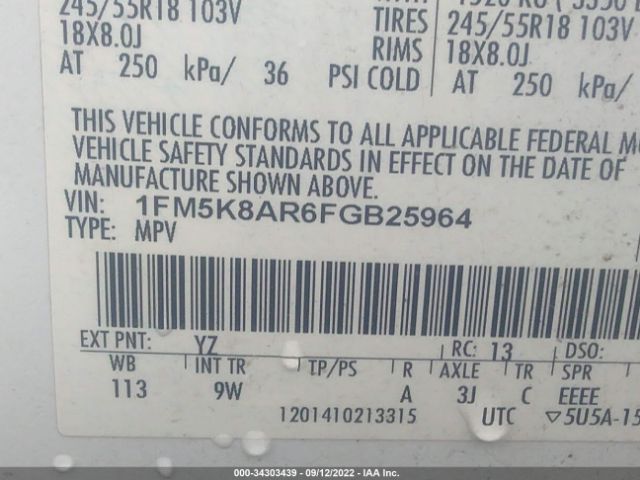 245/55R18 103V
18X8.0J
AT 250 kPa/ 36 PSI COLD
TIRES 245/55R18 103V
RIMS 18X8.0J
AT 250 kPa/
THIS VEHICLE CONFORMS TO ALL APPLICABLE FEDERAL
VEHICLE SAFETY STANDARDS IN EFFECT ON THE DATE OF
MANUFACTURE SHOWN ABOVE.
VIN: 1FM5K8AR6FGB25964
TYPE: MPV
EXT PNT: YZ RC: 13 DSO:
WB INT TR TP/PS R AXLE TR SPR
113 9W A 3J C EEEE
1201410213315 UTC ▽5U5A-15
000-34303439 - 09/12/2022 - IAA Inc.